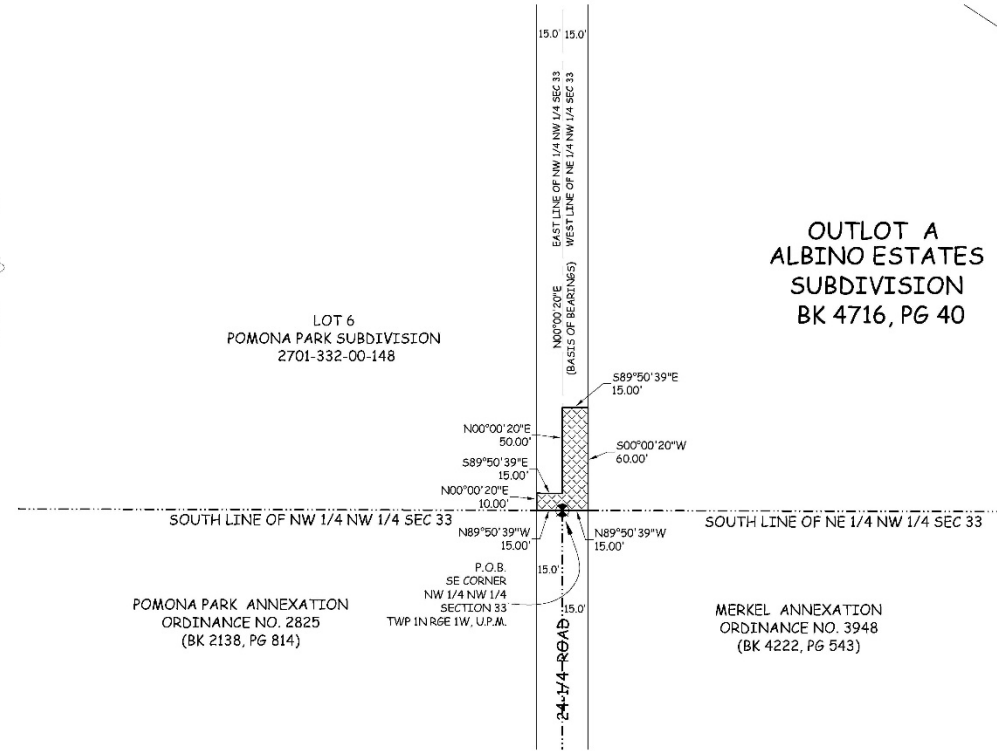 15.0' 15.0'
EAST LINE OF NW 1/4 NW 1/4 SEC 33
WEST LINE OF NE 1/4 NW 1/4 SEC 33
N00°00'20"E
(BASIS OF BEARINGS)
OUTLOT A
ALBINO ESTATES
SUBDIVISION
BK 4716, PG 40
LOT 6
POMONA PARK SUBDIVISION
2701-332-00-148
S89°50'39"E
15.00'
N00°00'20"E
50.00'
S00°00'20"W
60.00'
S89°50'39"E
15.00'
N00°00'20"E
10.00'
SOUTH LINE OF NW 1/4 NW 1/4 SEC 33
SOUTH LINE OF NE 1/4 NW 1/4 SEC 33
N89°50'39"W
15.00'
N89°50'39"W
15.00'
P.O.B.
SE CORNER
NW 1/4 NW 1/4
SECTION 33
TWP 1N RGE 1W, U.P.M.
15.0'
15.0'
24-1/4 ROAD
POMONA PARK ANNEXATION
ORDINANCE NO. 2825
(BK 2138, PG 814)
MERKEL ANNEXATION
ORDINANCE NO. 3948
(BK 4222, PG 543)